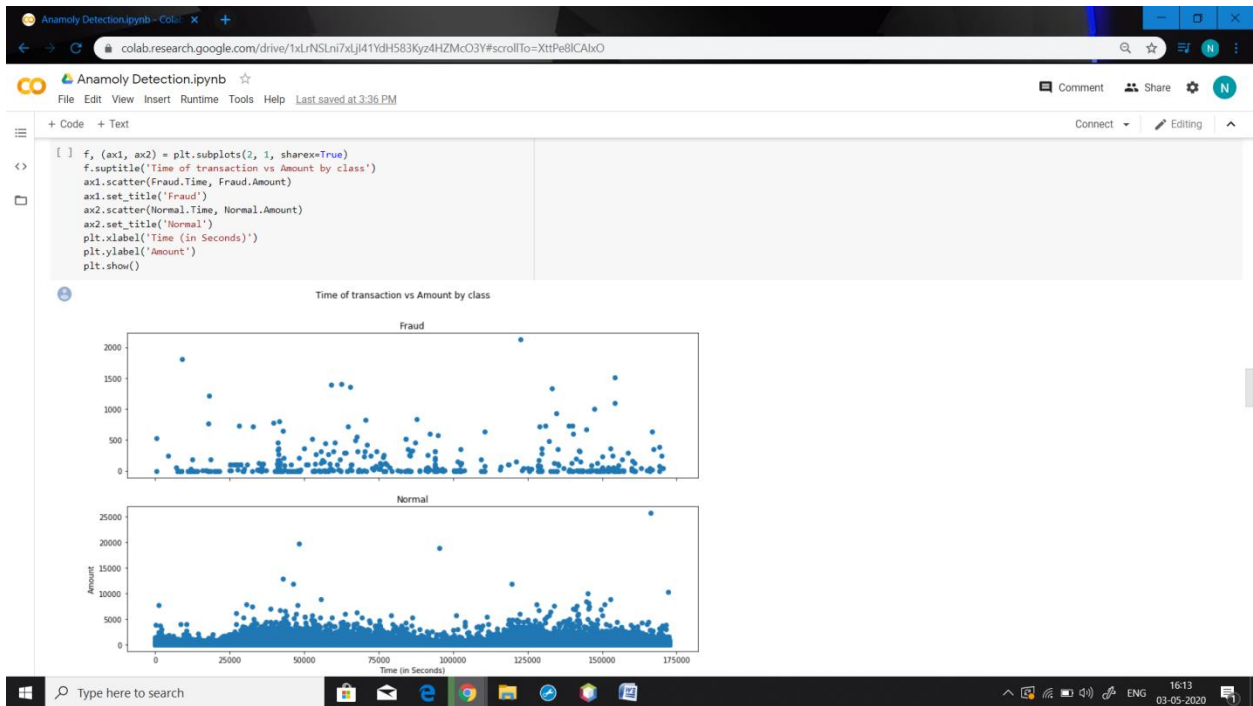 Anamoly Detection.ipynb - Colab
colab.research.google.com/drive/1xLrNSLni7xLjl41YdH583Kyz4HZMcO3Y#scrollTo=XttPe8lCAlxO
N
CO
Anamoly Detection.ipynb
File Edit View Insert Runtime Tools Help Last saved at 3:36 PM
Comment Share N
+ Code + Text Connect Editing
[ ] f, (ax1, ax2) = plt.subplots(2, 1, sharex=True)
f.suptitle('Time of transaction vs Amount by class')
ax1.scatter(Fraud.Time, Fraud.Amount)
ax1.set_title('Fraud')
ax2.scatter(Normal.Time, Normal.Amount)
ax2.set_title('Normal')
plt.xlabel('Time (in Seconds)')
plt.ylabel('Amount')
plt.show()
Time of transaction vs Amount by class
Fraud
2000
1500
1000
500
0
Normal
25000
20000
15000
10000
5000
0
Amount
0 25000 50000 75000 100000 125000 150000 175000
Time (in Seconds)
Type here to search
ENG
16:13
03-05-2020
1